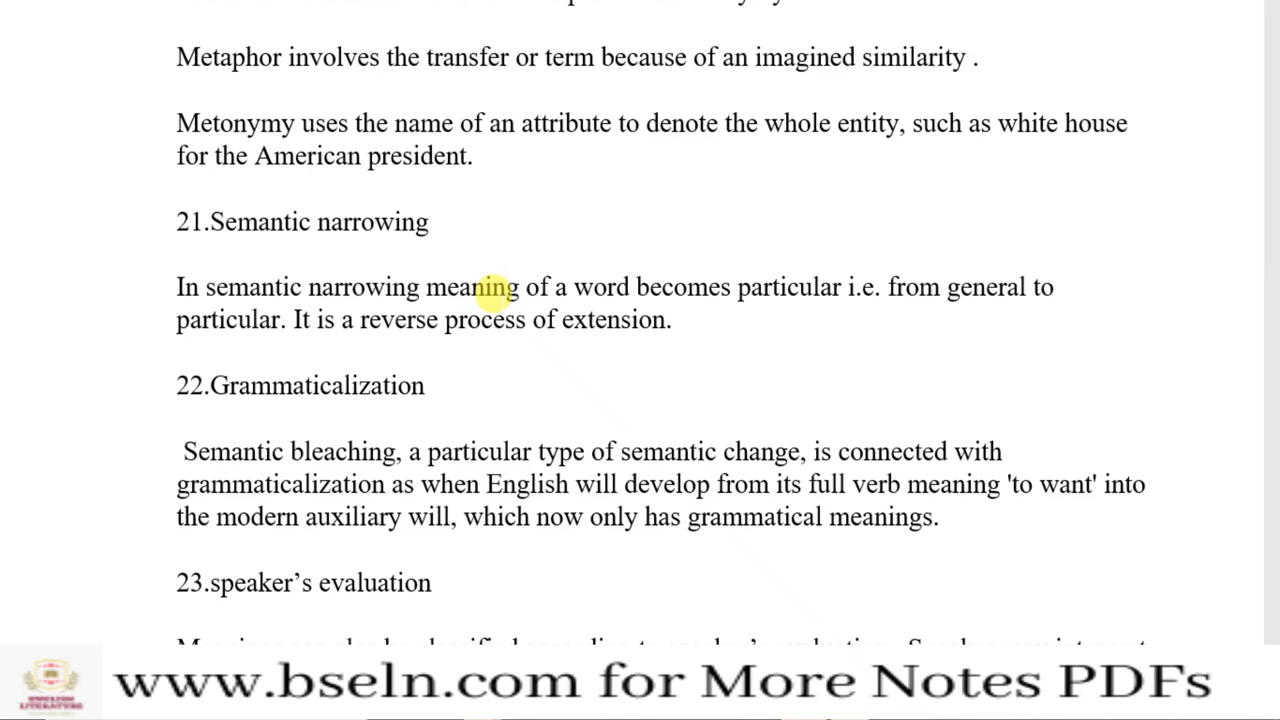 Metaphor involves the transfer or term because of an imagined similarity .
Metonymy uses the name of an attribute to denote the whole entity, such as white house
for the American president.
21.Semantic narrowing
In semantic narrowing meaning of a word becomes particular i.e. from general to
particular. It is a reverse process of extension.
22.Grammaticalization
Semantic bleaching, a particular type of semantic change, is connected with
grammaticalization as when English will develop from its full verb meaning 'to want' into
the modern auxiliary will, which now only has grammatical meanings.
23.speaker’s evaluation
www.bseln.com for More Notes PDFs
ENGLISH
LITERATURE